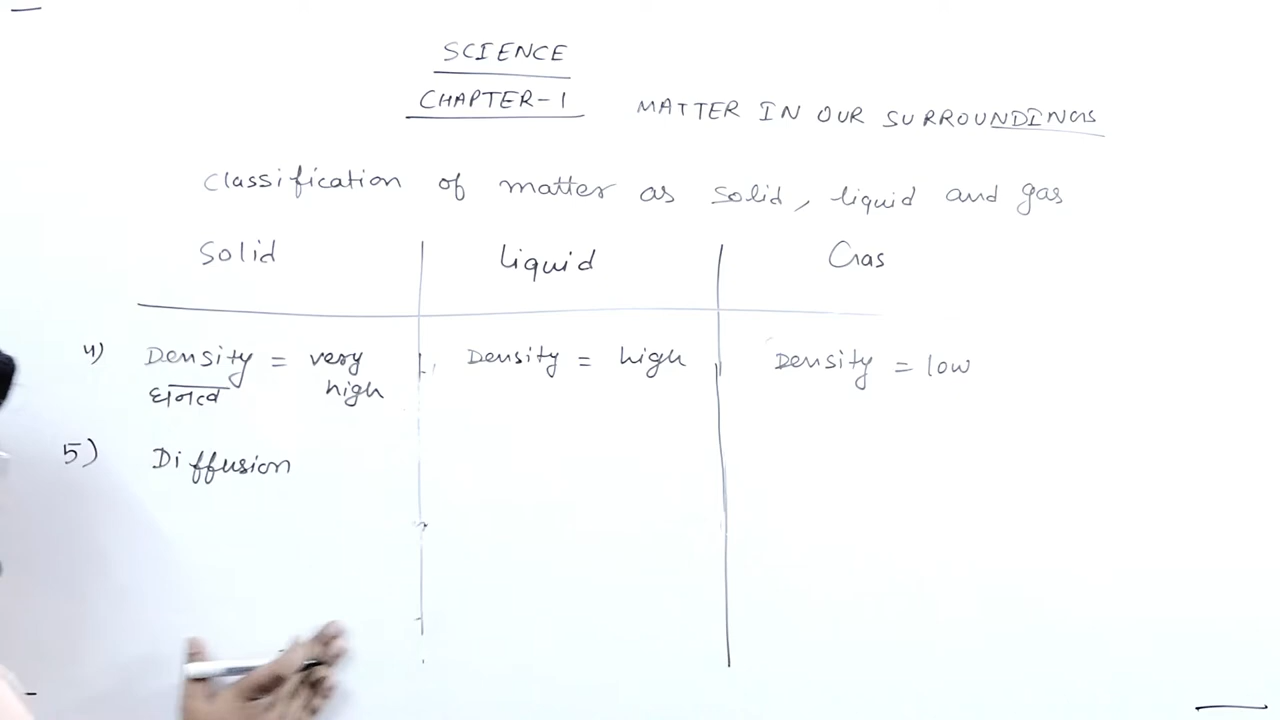 SCIENCE
CHAPTER-1 MATTER IN OUR SURROUNDINGS
Classification of matter as solid, liquid and gas
Solid liquid Gas
4) Density = very high Density = high Density = low
घनत्व
5) Diffusion